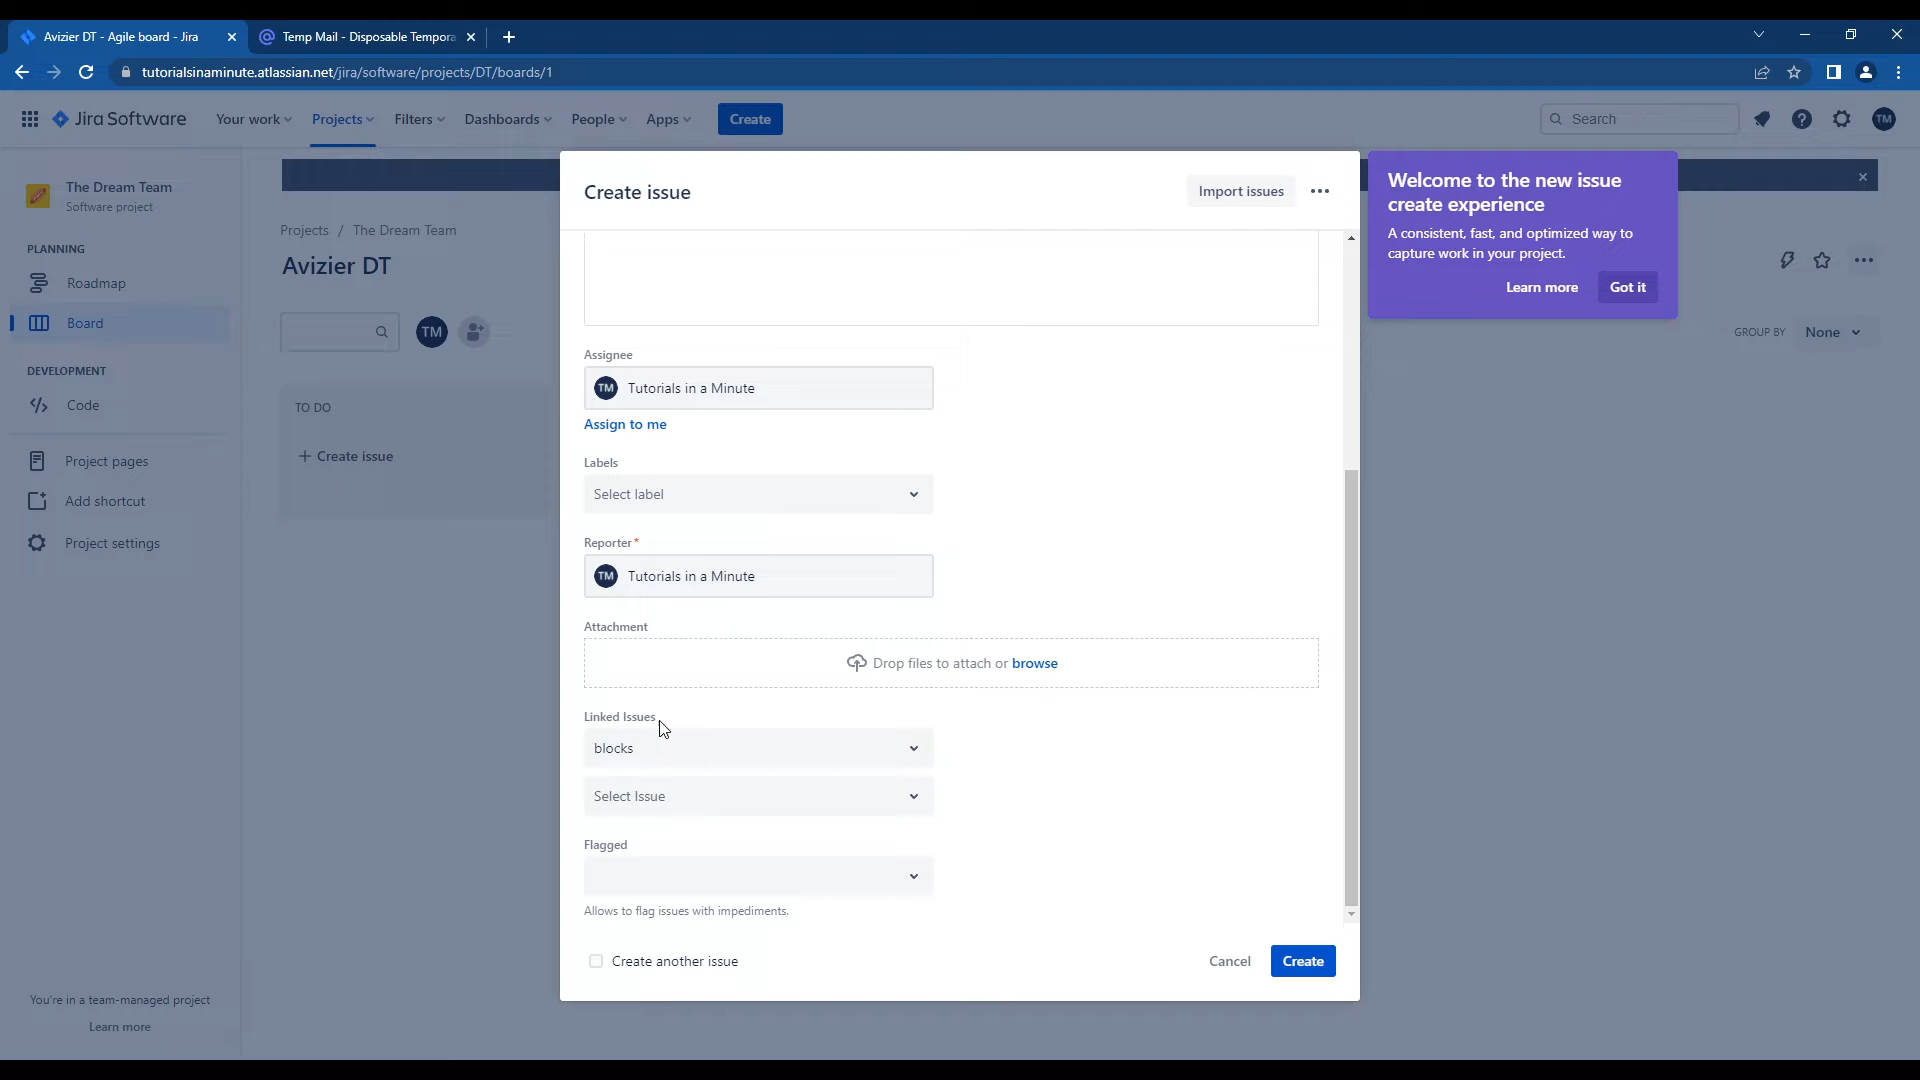 Avizier DT - Agile board - Jira
Temp Mail - Disposable Tempora
tutorialsinaminute.atlassian.net/jira/software/projects/DT/boards/1
Jira Software
Your work
Projects
Filters
Dashboards
People
Apps
Create
Search
TM
The Dream Team
Software project
PLANNING
Roadmap
Board
DEVELOPMENT
Code
Project pages
Add shortcut
Project settings
You're in a team-managed project
Learn more
Projects / The Dream Team
Avizier DT
TM
GROUP BY None
TO DO
+ Create issue
Create issue
Import issues
Assignee
TM Tutorials in a Minute
Assign to me
Labels
Select label
Reporter*
TM Tutorials in a Minute
Attachment
Drop files to attach or browse
Linked Issues
blocks
Select Issue
Flagged
Allows to flag issues with impediments.
Create another issue
Cancel
Create
Welcome to the new issue
create experience
A consistent, fast, and optimized way to
capture work in your project.
Learn more
Got it